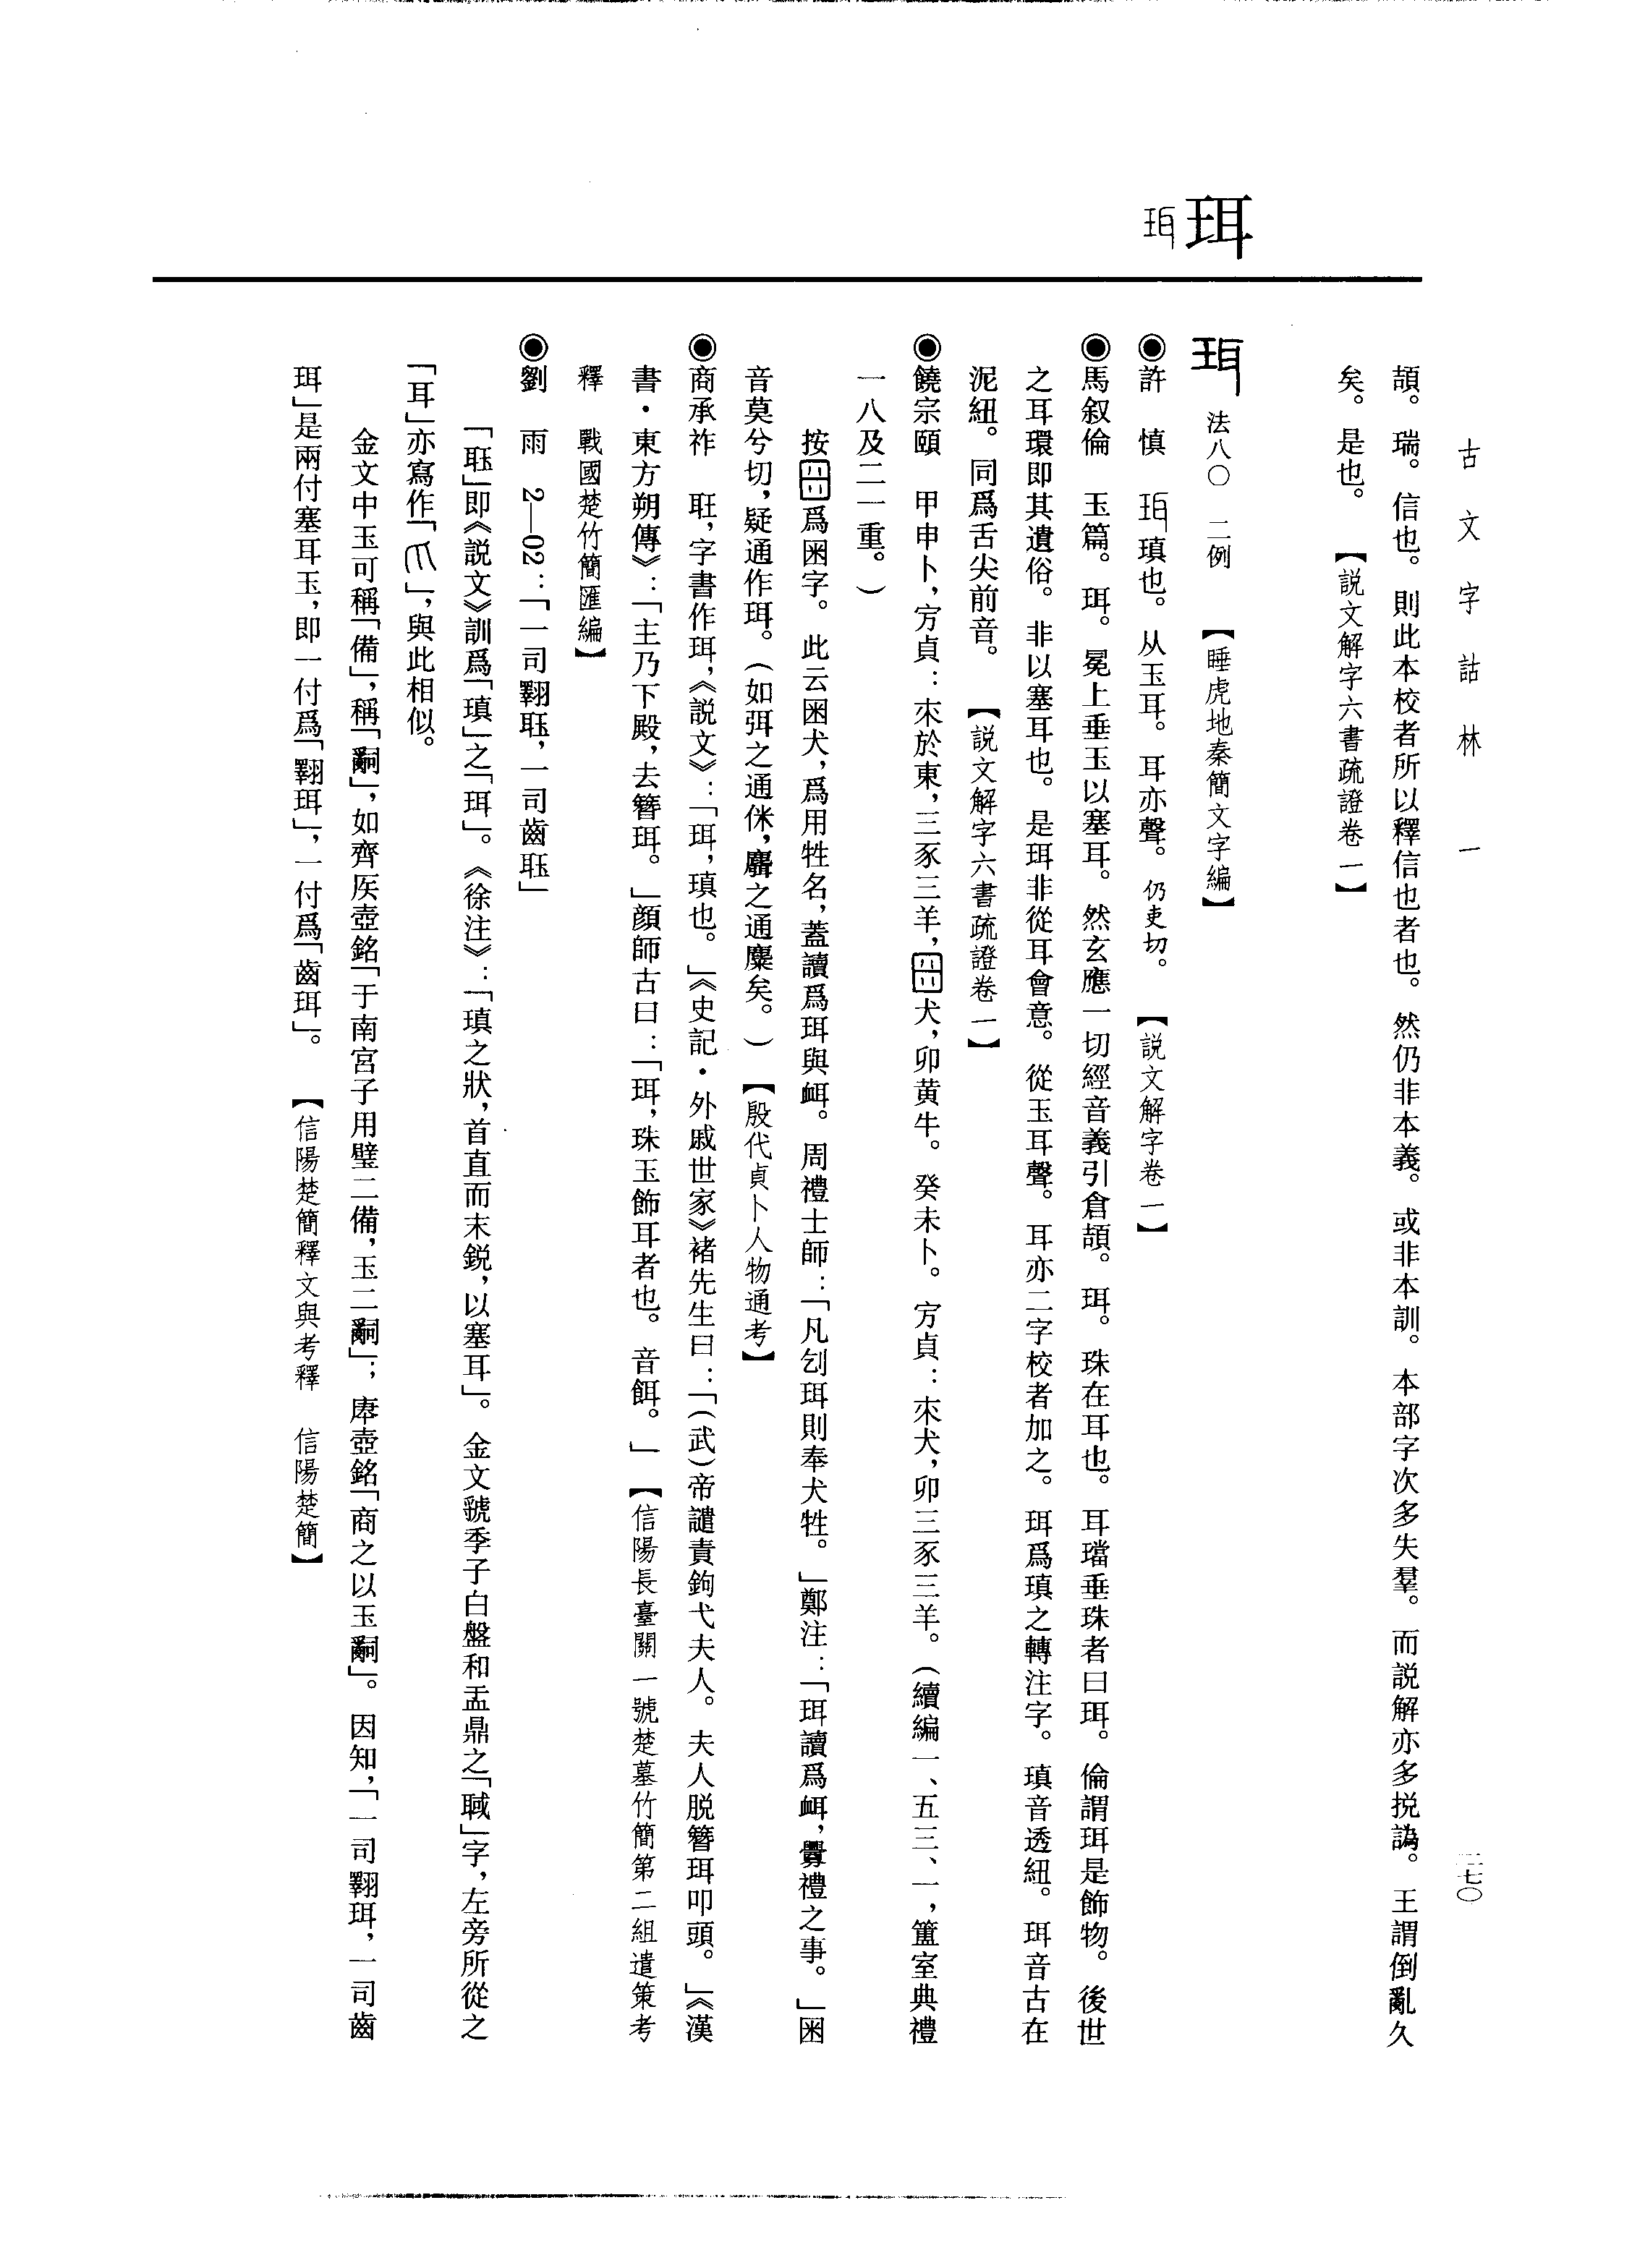 古文字詁林 一
二七〇
珥
頡。瑞。信也。則此本校者所以釋信也者也。然仍非本義。或非本訓。本部字次多失羣。而説解亦多挩譌。王謂倒亂久
矣。是也。【説文解字六書疏證卷一】
法八〇 二例 【睡虎地秦簡文字編】
◉許 慎 瑱也。从玉耳。耳亦聲。仍吏切。【説文解字卷一】
◉馬叙倫 玉篇。珥。冕上垂玉以塞耳。然玄應一切經音義引倉頡。珥。珠在耳也。耳璫垂珠者曰珥。倫謂珥是飾物。後世
之耳環即其遺俗。非以塞耳也。是珥非從耳會意。從玉耳聲。耳亦二字校者加之。珥爲瑱之轉注字。瑱音透紐。珥音古在
泥紐。同爲舌尖前音。【説文解字六書疏證卷一】
◉饒宗頤 甲申卜,方貞:朿於東,三豕三羊,犬,卯黄牛。癸未卜。方貞:朿犬,卯三豕三羊。(續編一、五三、一,簠室典禮
一八及二一重。)
按爲囦字。此云囦犬,爲用牲名,蓋讀爲珥與衈。周禮士師:「凡刉珥則奉犬牲。」鄭注:「珥讀爲衈,釁禮之事。」囦
音莫兮切,疑通作珥。(如弭之通侎,麛之通麋矣。)【殷代貞卜人物通考】
◉商承祚 𦔻,字書作珥,《説文》:「珥,瑱也。」《史記・外戚世家》褚先生曰:「(武)帝譴責鉤弋夫人。夫人脱簪珥叩頭。」《漢
書・東方朔傳》:「主乃下殿,去簪珥。」顔師古曰:「珥,珠玉飾耳者也。音餌。」【信陽長臺關一號楚墓竹簡第二組遣策考
釋 戰國楚竹簡匯編】
◉劉 雨 2—02:「一司翿,一司齒」
「」即《説文》訓爲「瑱」之「珥」。《徐注》:「瑱之狀,首直而末鋭,以塞耳」。金文虢季子白盤和盂鼎之「聝」字,左旁所從之
「耳」亦寫作「」,與此相似。
金文中玉可稱「備」,稱「嗣」,如齊侯壺銘「于南宮子用璧二備,玉二嗣」;庚壺銘「商之以玉嗣」。因知,「一司翿珥,一司齒
珥」是兩付塞耳玉,即一付爲「翿珥」,一付爲「齒珥」。【信陽楚簡釋文與考釋 信陽楚簡】